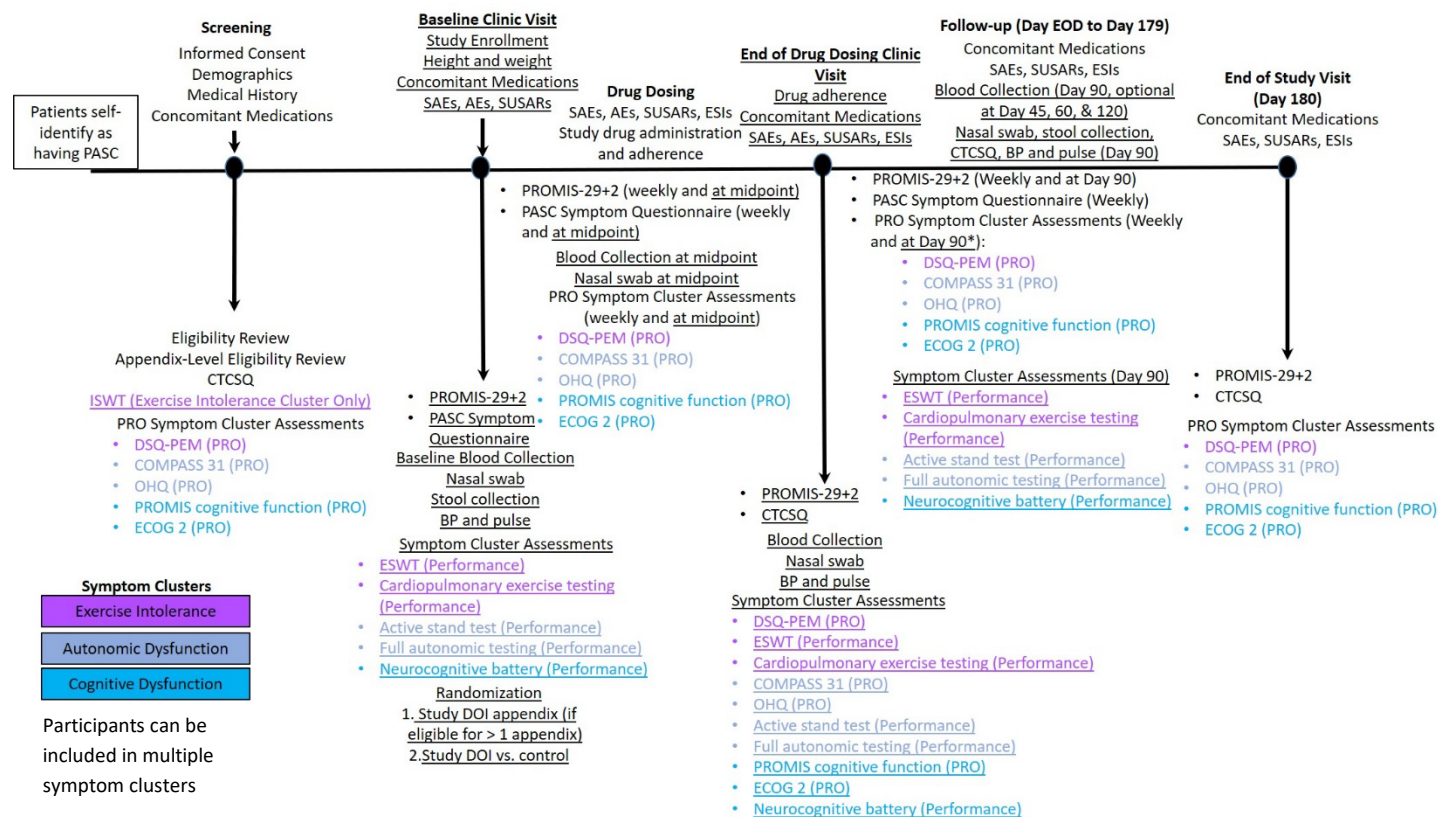 Patients self-
identify as
having PASC
Screening
Informed Consent
Demographics
Medical History
Concomitant Medications
Eligibility Review
Appendix-Level Eligibility Review
CTCSQ
ISWT (Exercise Intolerance Cluster Only)
PRO Symptom Cluster Assessments
• DSQ-PEM (PRO)
• COMPASS 31 (PRO)
• OHQ (PRO)
• PROMIS cognitive function (PRO)
• ECOG 2 (PRO)
Symptom Clusters
Exercise Intolerance
Autonomic Dysfunction
Cognitive Dysfunction
Participants can be
included in multiple
symptom clusters
Baseline Clinic Visit
Study Enrollment
Height and weight
Concomitant Medications
SAEs, AEs, SUSARs
• PROMIS-29+2
• PASC Symptom
Questionnaire
Baseline Blood Collection
Nasal swab
Stool collection
BP and pulse
Symptom Cluster Assessments
• ESWT (Performance)
• Cardiopulmonary exercise testing
(Performance)
• Active stand test (Performance)
• Full autonomic testing (Performance)
• Neurocognitive battery (Performance)
Randomization
1. Study DOI appendix (if
eligible for > 1 appendix)
2.Study DOI vs. control
Drug Dosing
SAEs, AEs, SUSARs, ESIs
Study drug administration
and adherence
• PROMIS-29+2 (weekly and at midpoint)
• PASC Symptom Questionnaire (weekly
and at midpoint)
Blood Collection at midpoint
Nasal swab at midpoint
PRO Symptom Cluster Assessments
(weekly and at midpoint)
• DSQ-PEM (PRO)
• COMPASS 31 (PRO)
• OHQ (PRO)
• PROMIS cognitive function (PRO)
• ECOG 2 (PRO)
End of Drug Dosing Clinic
Visit
Drug adherence
Concomitant Medications
SAEs, AEs, SUSARs, ESIs
• PROMIS-29+2
• CTCSQ
Blood Collection
Nasal swab
BP and pulse
Symptom Cluster Assessments
• DSQ-PEM (PRO)
• ESWT (Performance)
• Cardiopulmonary exercise testing (Performance)
• COMPASS 31 (PRO)
• OHQ (PRO)
• Active stand test (Performance)
• Full autonomic testing (Performance)
• PROMIS cognitive function (PRO)
• ECOG 2 (PRO)
• Neurocognitive battery (Performance)
Follow-up (Day EOD to Day 179)
Concomitant Medications
SAEs, SUSARs, ESIs
Blood Collection (Day 90, optional
at Day 45, 60, & 120)
Nasal swab, stool collection,
CTCSQ, BP and pulse (Day 90)
• PROMIS-29+2 (Weekly and at Day 90)
• PASC Symptom Questionnaire (Weekly)
• PRO Symptom Cluster Assessments (Weekly
and at Day 90*):
• DSQ-PEM (PRO)
• COMPASS 31 (PRO)
• OHQ (PRO)
• PROMIS cognitive function (PRO)
• ECOG 2 (PRO)
Symptom Cluster Assessments (Day 90)
• ESWT (Performance)
• Cardiopulmonary exercise testing
(Performance)
• Active stand test (Performance)
• Full autonomic testing (Performance)
• Neurocognitive battery (Performance)
End of Study Visit
(Day 180)
Concomitant Medications
SAEs, SUSARs, ESIs
• PROMIS-29+2
• CTCSQ
PRO Symptom Cluster Assessments
• DSQ-PEM (PRO)
• COMPASS 31 (PRO)
• OHQ (PRO)
• PROMIS cognitive function (PRO)
• ECOG 2 (PRO)